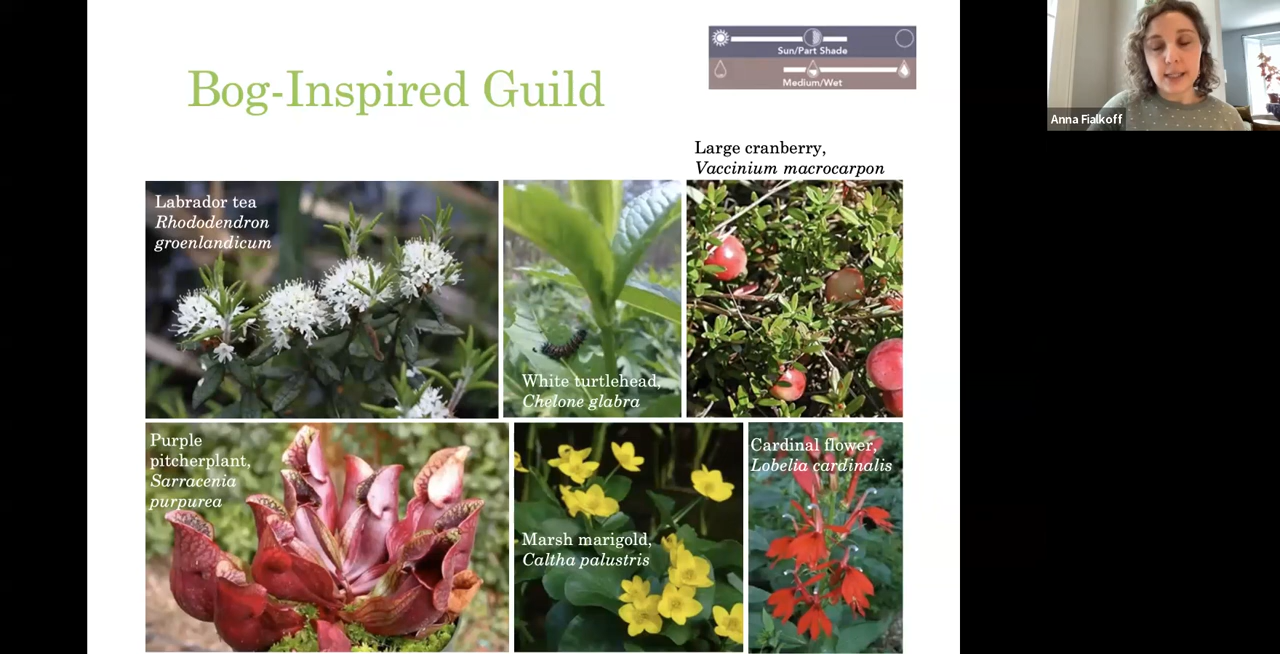 Bog-Inspired Guild
Sun/Part Shade
Medium/Wet
Anna Fialkoff
Large cranberry,
Vaccinium macrocarpon
Labrador tea
Rhododendron
groenlandicum
White turtlehead,
Chelone glabra
Purple
pitcherplant,
Sarracenia
purpurea
Marsh marigold,
Caltha palustris
Cardinal flower,
Lobelia cardinalis